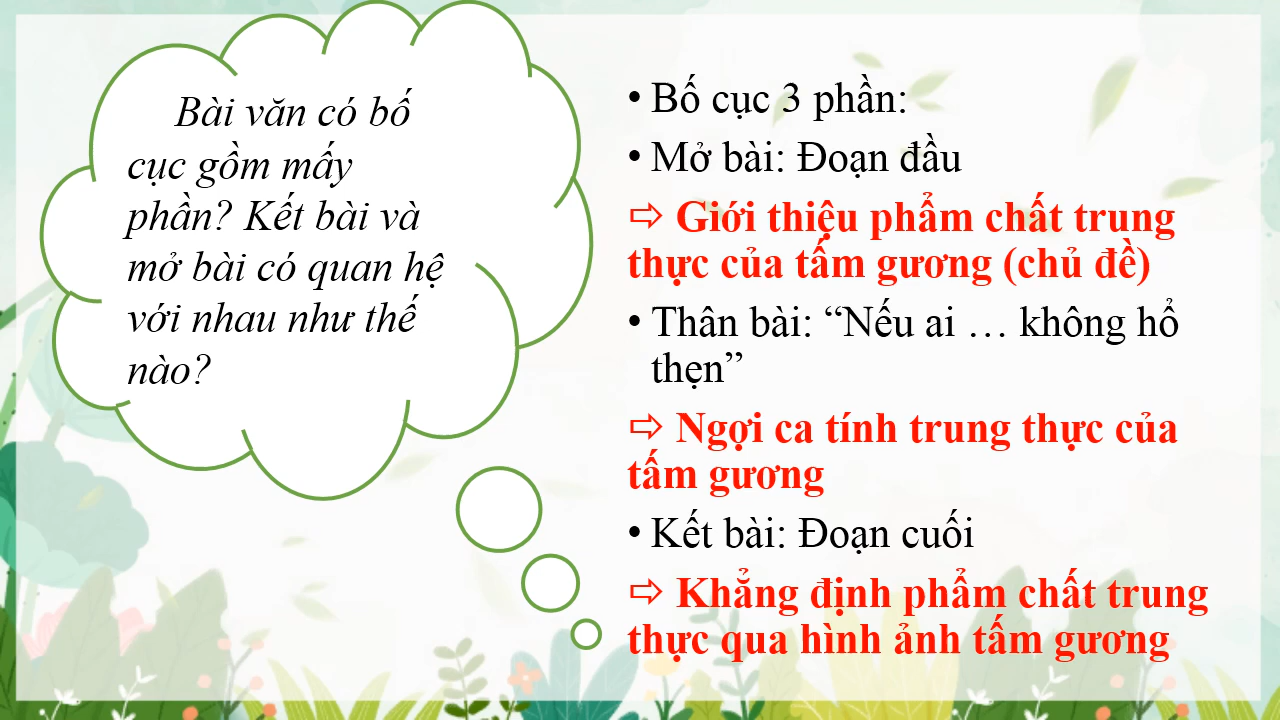 Bài văn có bố
cục gồm mấy
phần? Kết bài và
mở bài có quan hệ
với nhau như thế
nào?
• Bố cục 3 phần:
• Mở bài: Đoạn đầu
⇨ Giới thiệu phẩm chất trung
thực của tấm gương (chủ đề)
• Thân bài: “Nếu ai … không hổ
thẹn”
⇨ Ngợi ca tính trung thực của
tấm gương
• Kết bài: Đoạn cuối
⇨ Khẳng định phẩm chất trung
thực qua hình ảnh tấm gương